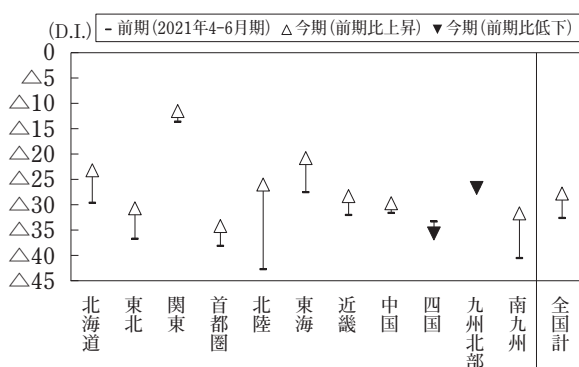 (D.I.)
前期(2021年4-6月期) △今期(前期比上昇) ▼今期(前期比低下)
0
△5
△10
△15
△20
△25
△30
△35
△40
△45
北海道
東北
関東
首都圏
北陸
東海
近畿
中国
四国
九州北部
南九州
全国計